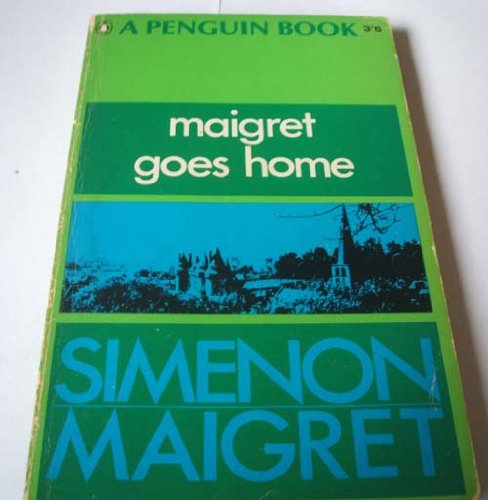 A PENGUIN BOOK 3'6
maigret
goes home
SIMENON
MAIGRET